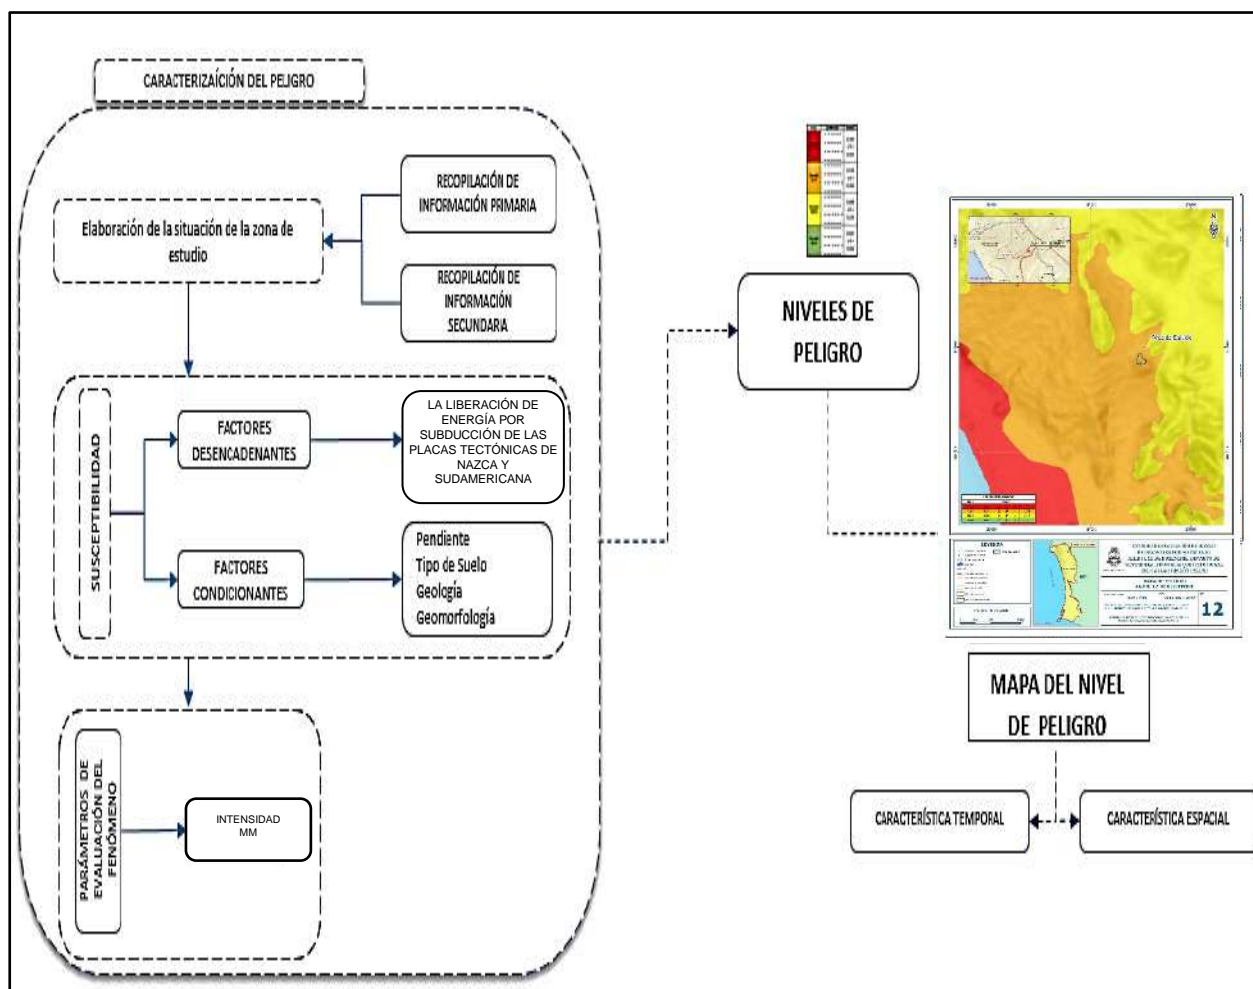 CARACTERIZAÍCIÓN DEL PELIGRO
Elaboración de la situación de la zona de
estudio
RECOPILACIÓN DE
INFORMACIÓN PRIMARIA
RECOPILACIÓN DE
INFORMACIÓN
SECUNDARIA
SUSCEPTIBILIDAD
FACTORES
DESENCADENANTES
LA LIBERACIÓN DE
ENERGÍA POR
SUBDUCCIÓN DE LAS
PLACAS TECTÓNICAS DE
NAZCA Y
SUDAMERICANA
FACTORES
CONDICIONANTES
Pendiente
Tipo de Suelo
Geología
Geomorfología
PARÁMETROS DE
EVALUACIÓN DEL
FENÓMENO
INTENSIDAD
MM
NIVELES DE
PELIGRO
LEYENDA
12
MAPA DEL NIVEL
DE PELIGRO
CARACTERÍSTICA TEMPORAL
CARACTERÍSTICA ESPACIAL